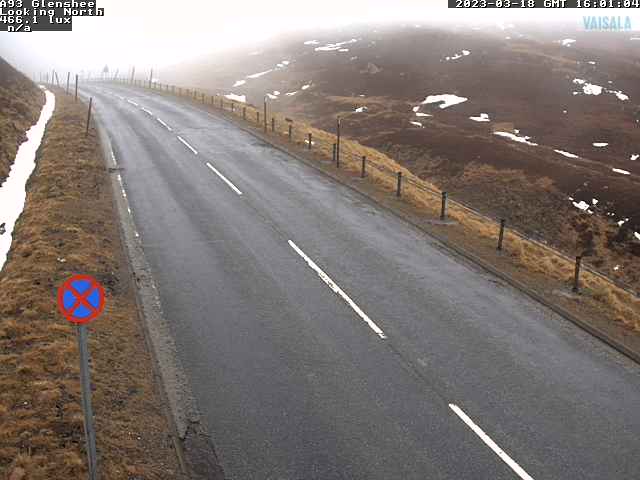 A93 Glenshee
2023-03-18 GMT 16:01:04
Looking North
466.1 lux
n/a
VAISALA